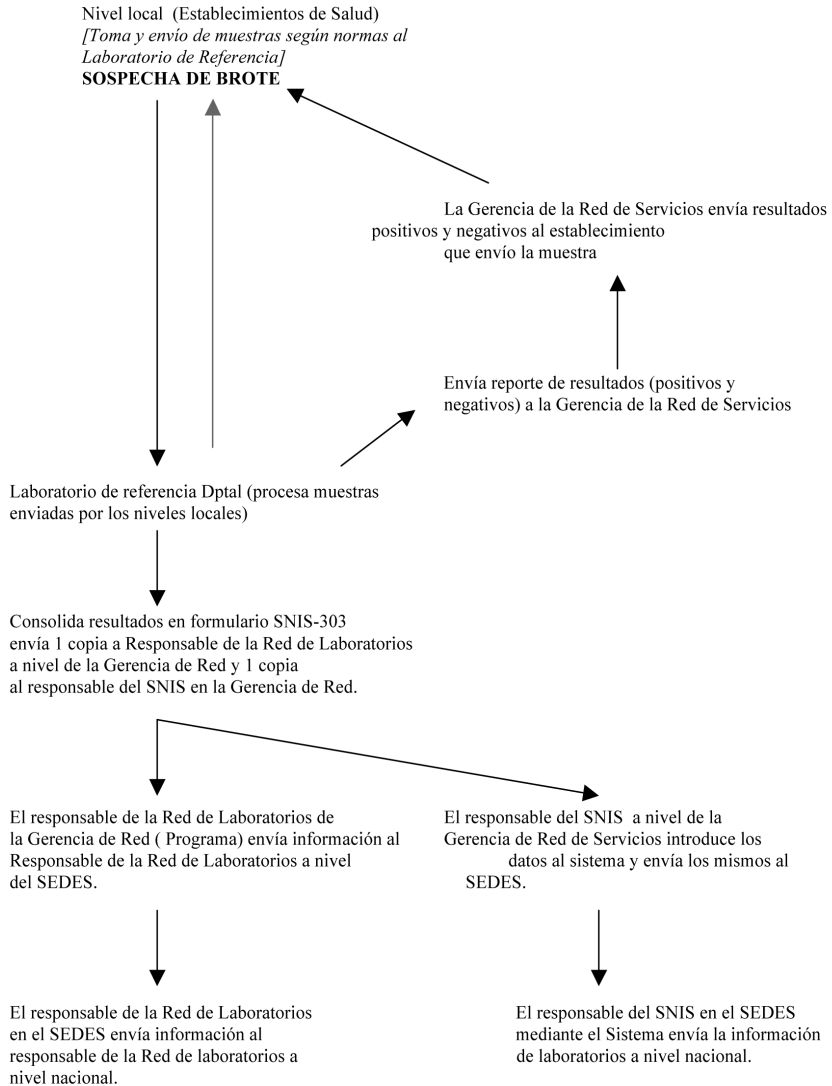 Nivel local (Establecimientos de Salud)
[Toma y envío de muestras según normas al
Laboratorio de Referencia]
SOSPECHA DE BROTE
La Gerencia de la Red de Servicios envía resultados
positivos y negativos al establecimiento
que envío la muestra
Envía reporte de resultados (positivos y
negativos) a la Gerencia de la Red de Servicios
Laboratorio de referencia Dptal (procesa muestras
enviadas por los niveles locales)
Consolida resultados en formulario SNIS-303
envía 1 copia a Responsable de la Red de Laboratorios
a nivel de la Gerencia de Red y 1 copia
al responsable del SNIS en la Gerencia de Red.
El responsable de la Red de Laboratorios de
la Gerencia de Red ( Programa) envía información al
Responsable de la Red de Laboratorios a nivel
del SEDES.
El responsable del SNIS a nivel de la
Gerencia de Red de Servicios introduce los
datos al sistema y envía los mismos al
SEDES.
El responsable de la Red de Laboratorios
en el SEDES envía información al
responsable de la Red de laboratorios a
nivel nacional.
El responsable del SNIS en el SEDES
mediante el Sistema envía la información
de laboratorios a nivel nacional.